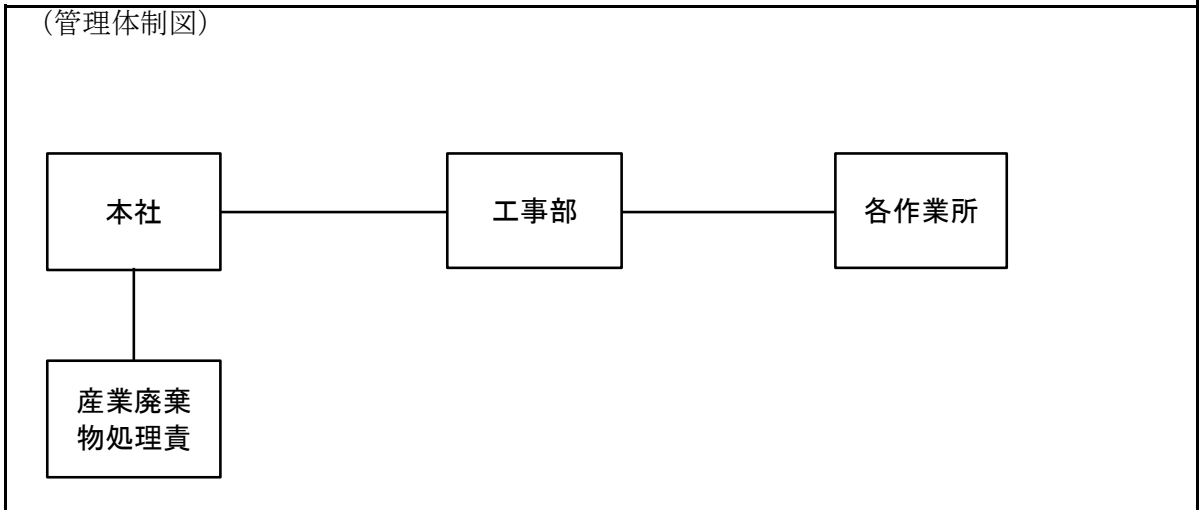 （管理体制図）
本社
工事部
各作業所
産業廃棄
物処理責